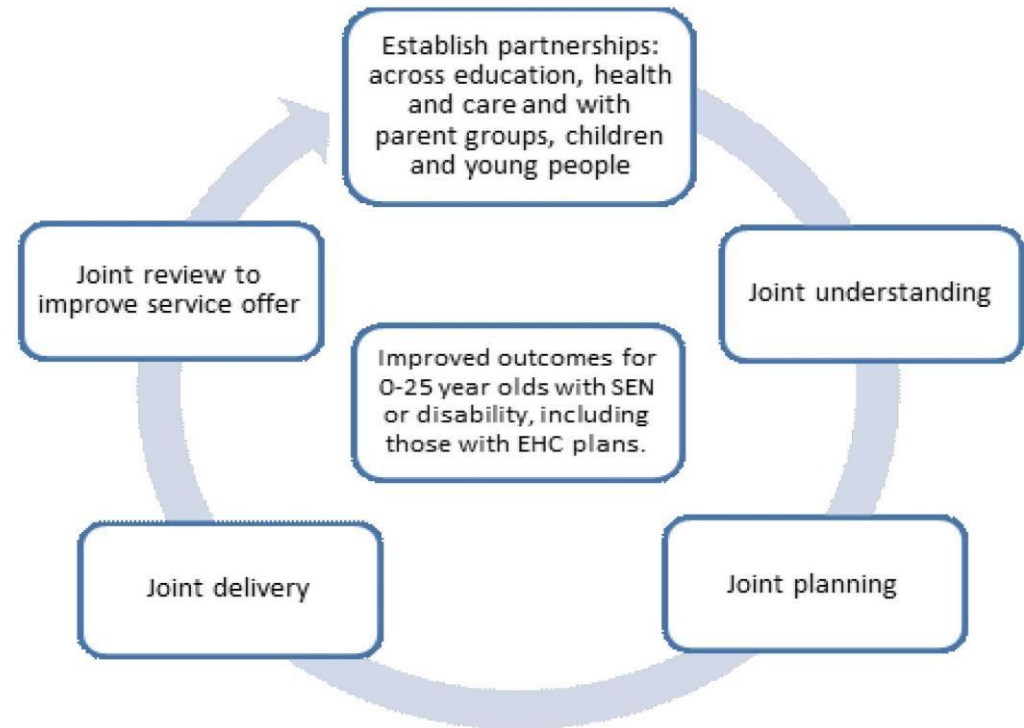 Establish partnerships:
across education, health
and care and with
parent groups, children
and young people
Joint understanding
Joint planning
Joint delivery
Joint review to
improve service offer
Improved outcomes for
0-25 year olds with SEN
or disability, including
those with EHC plans.